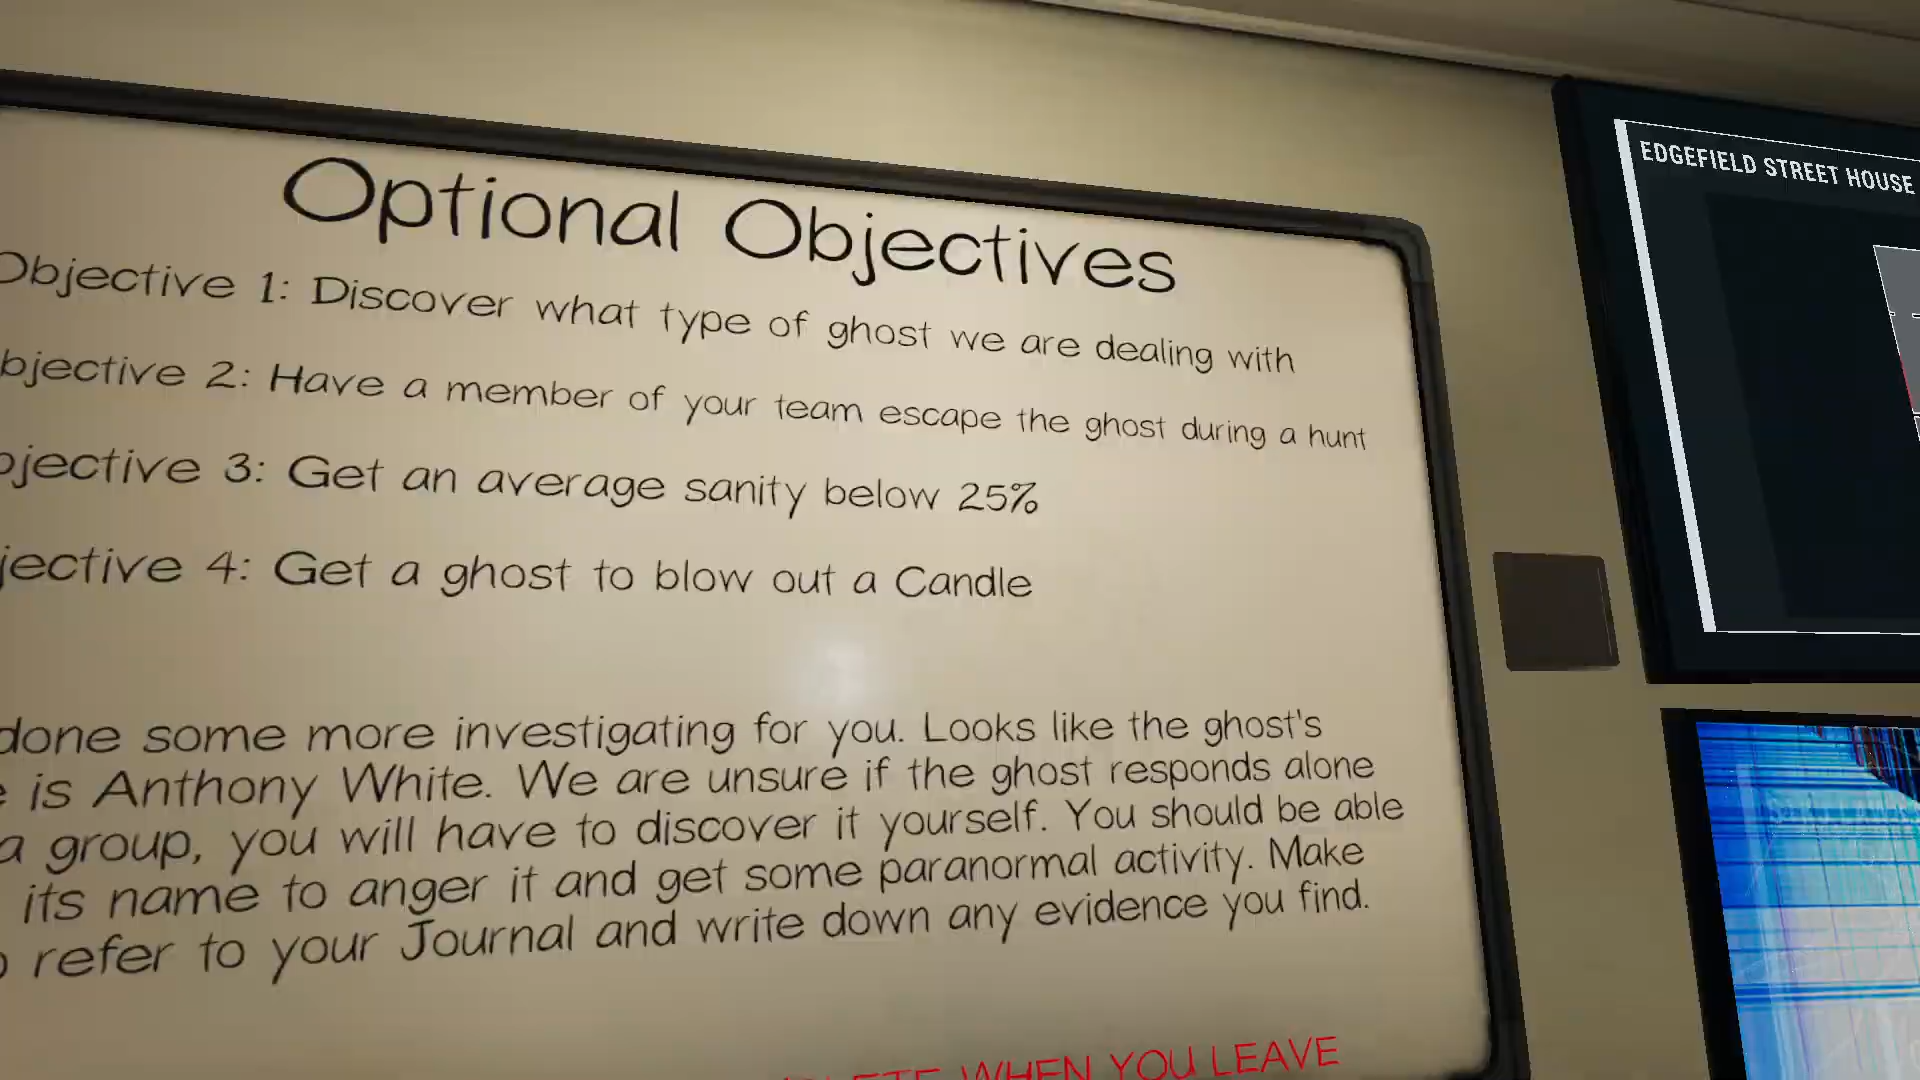 Optional Objectives
Objective 1: Discover what type of ghost we are dealing with
bjective 2: Have a member of your team escape the ghost during a hunt
bjective 3: Get an average sanity below 25%
jective 4: Get a ghost to blow out a Candle
done some more investigating for you. Looks like the ghost's
is Anthony White. We are unsure if the ghost responds alone
a group, you will have to discover it yourself. You should be able
its name to anger it and get some paranormal activity. Make
refer to your Journal and write down any evidence you find.
WHEN YOU LEAVE
EDGEFIELD STREET HOUSE